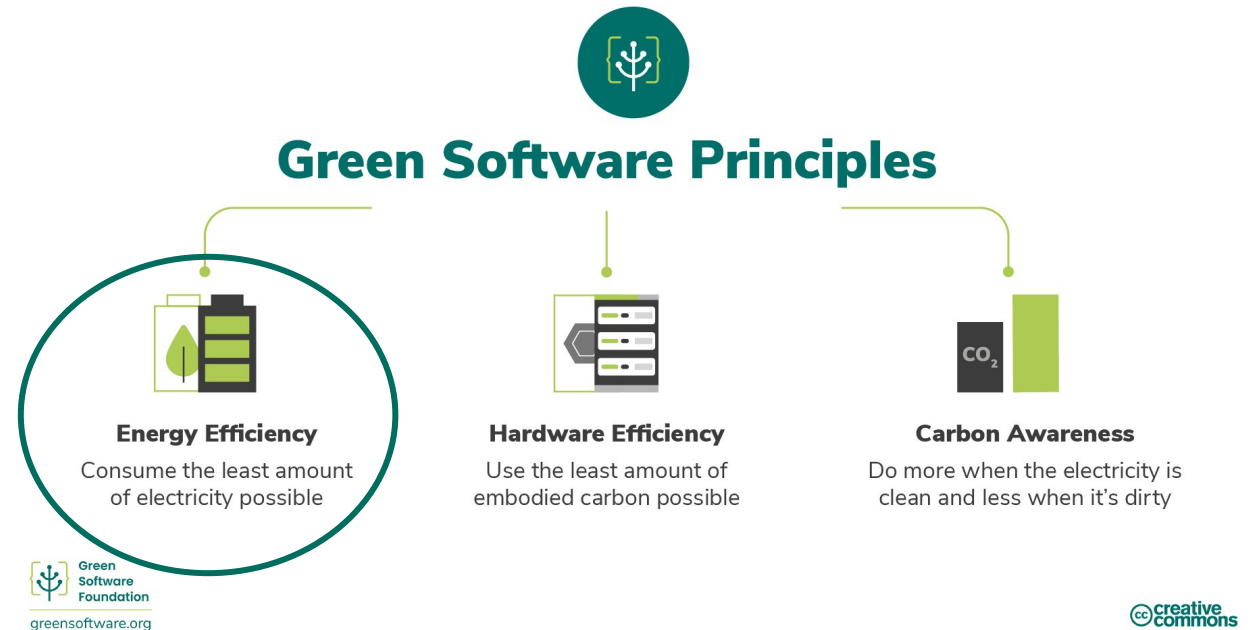 Green Software Principles
Energy Efficiency
Consume the least amount
of electricity possible
Hardware Efficiency
Use the least amount of
embodied carbon possible
CO₂
Carbon Awareness
Do more when the electricity is
clean and less when it’s dirty
Green
Software
Foundation
greensoftware.org
cc creative
commons